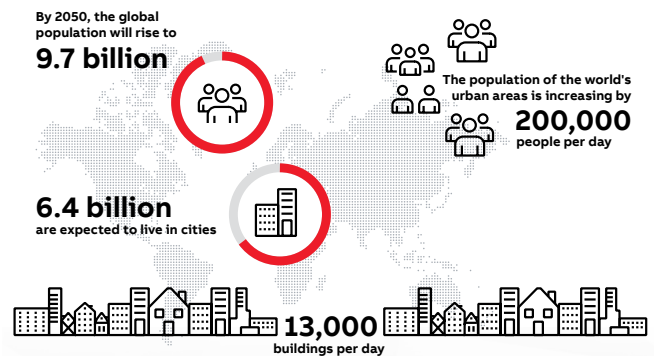 By 2050, the global
population will rise to
9.7 billion
The population of the world's
urban areas is increasing by
200,000
people per day
6.4 billion
are expected to live in cities
13,000
buildings per day